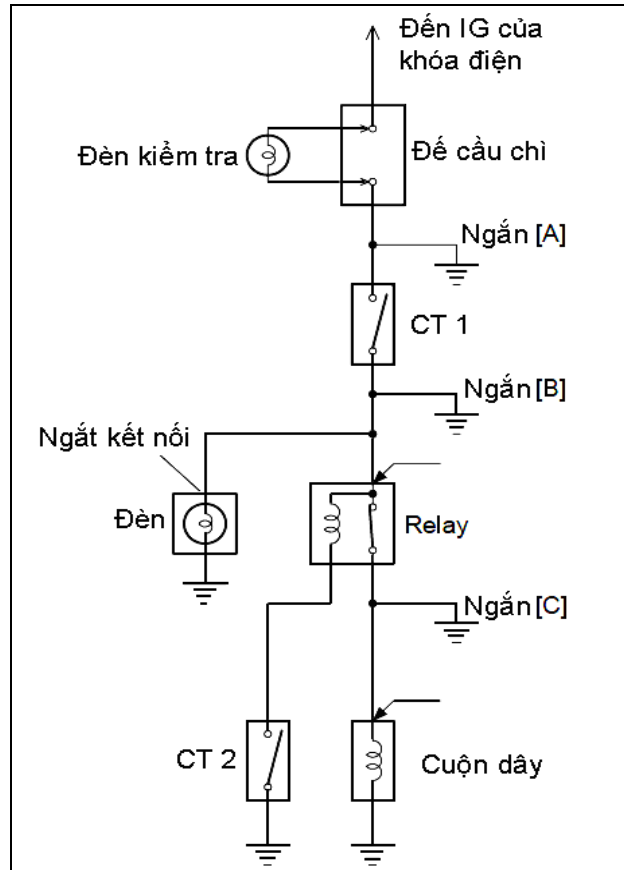 Đến IG của
khóa điện
Đèn kiểm tra
Đế cầu chì
Ngắn [A]
CT 1
Ngắn [B]
Ngắt kết nối
Đèn
Relay
Ngắn [C]
CT 2
Cuộn dây